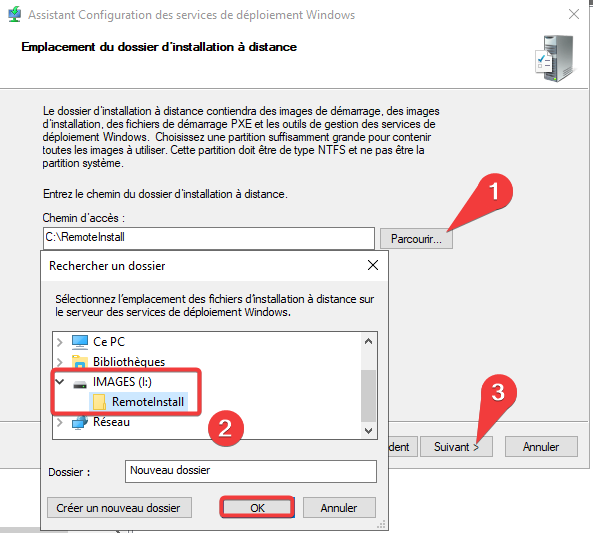 Assistant Configuration des services de déploiement Windows
Emplacement du dossier d'installation à distance
Le dossier d'installation à distance contiendra des images de démarrage, des images
d'installation, des fichiers de démarrage PXE et les outils de gestion des services de
déploiement Windows. Choisissez une partition suffisamment grande pour contenir
toutes les images à utiliser. Cette partition doit être de type NTFS et ne pas être la
partition système.
Entrez le chemin du dossier d'installation à distance.
1
Chemin d'accès :
C:\RemoteInstall
Parcourir...
Rechercher un dossier
Sélectionnez l'emplacement des fichiers d'installation à distance sur
le serveur des services de déploiement Windows.
Ce PC
Bibliothèques
IMAGES (I:)
RemoteInstall
Réseau
2
3
dent
Suivant >
Annuler
Dossier :
Nouveau dossier
Créer un nouveau dossier
OK
Annuler